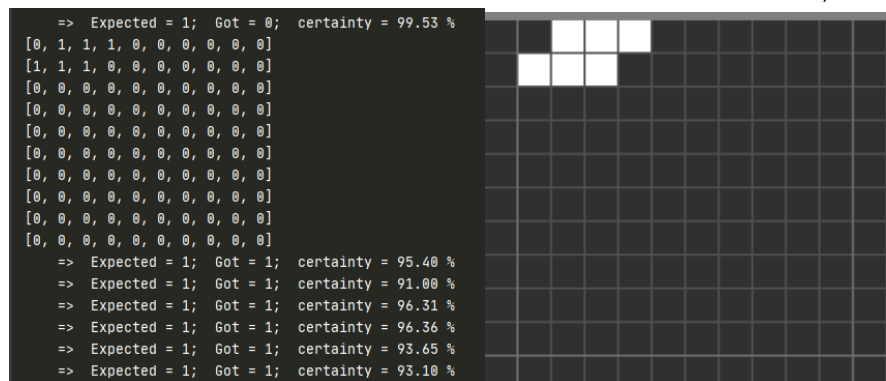 => Expected = 1; Got = 0; certainty = 99.53 %
[0, 1, 1, 1, 0, 0, 0, 0, 0, 0]
[1, 1, 1, 0, 0, 0, 0, 0, 0, 0]
[0, 0, 0, 0, 0, 0, 0, 0, 0, 0]
[0, 0, 0, 0, 0, 0, 0, 0, 0, 0]
[0, 0, 0, 0, 0, 0, 0, 0, 0, 0]
[0, 0, 0, 0, 0, 0, 0, 0, 0, 0]
[0, 0, 0, 0, 0, 0, 0, 0, 0, 0]
[0, 0, 0, 0, 0, 0, 0, 0, 0, 0]
[0, 0, 0, 0, 0, 0, 0, 0, 0, 0]
[0, 0, 0, 0, 0, 0, 0, 0, 0, 0]
=> Expected = 1; Got = 1; certainty = 95.40 %
=> Expected = 1; Got = 1; certainty = 91.00 %
=> Expected = 1; Got = 1; certainty = 96.31 %
=> Expected = 1; Got = 1; certainty = 96.36 %
=> Expected = 1; Got = 1; certainty = 93.65 %
=> Expected = 1; Got = 1; certainty = 93.10 %